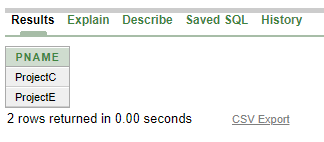 Results Explain Describe Saved SQL History
PNAME
ProjectC
ProjectE
2 rows returned in 0.00 seconds CSV Export